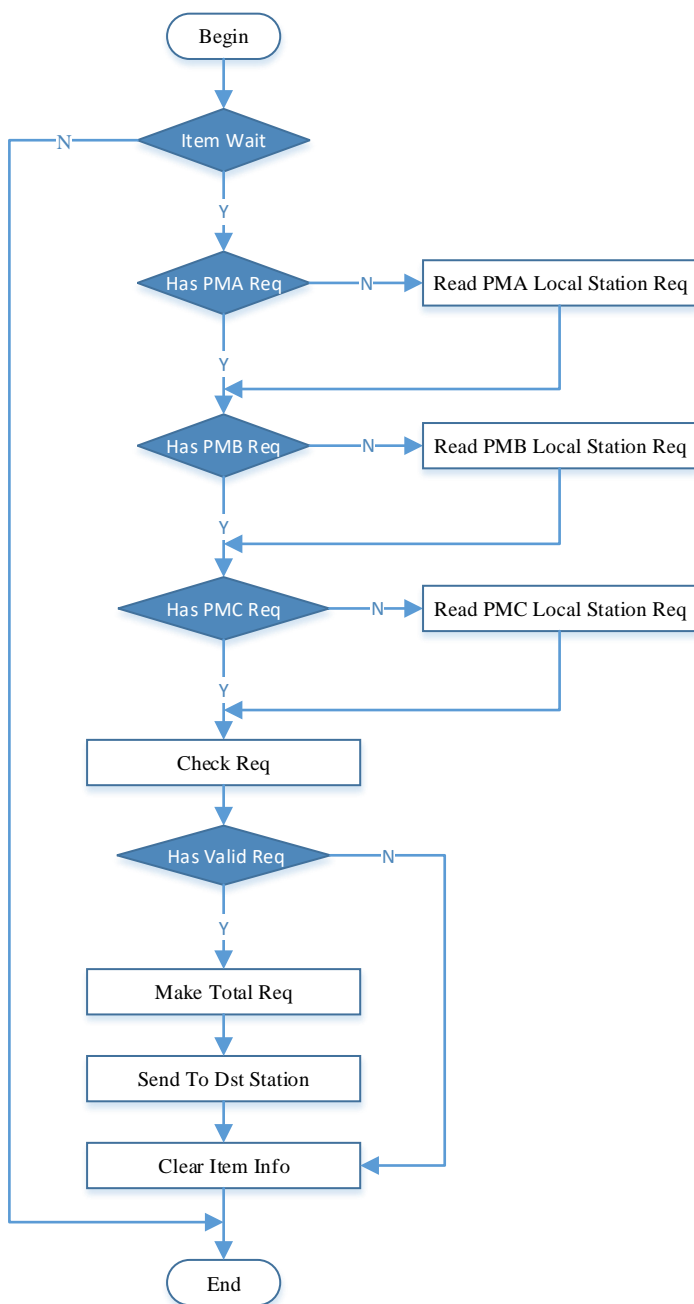 Begin
Item Wait
N
Y
Has PMA Req
N
Read PMA Local Station Req
Y
Has PMB Req
N
Read PMB Local Station Req
Y
Has PMC Req
N
Read PMC Local Station Req
Y
Check Req
Has Valid Req
N
Y
Make Total Req
Send To Dst Station
Clear Item Info
End